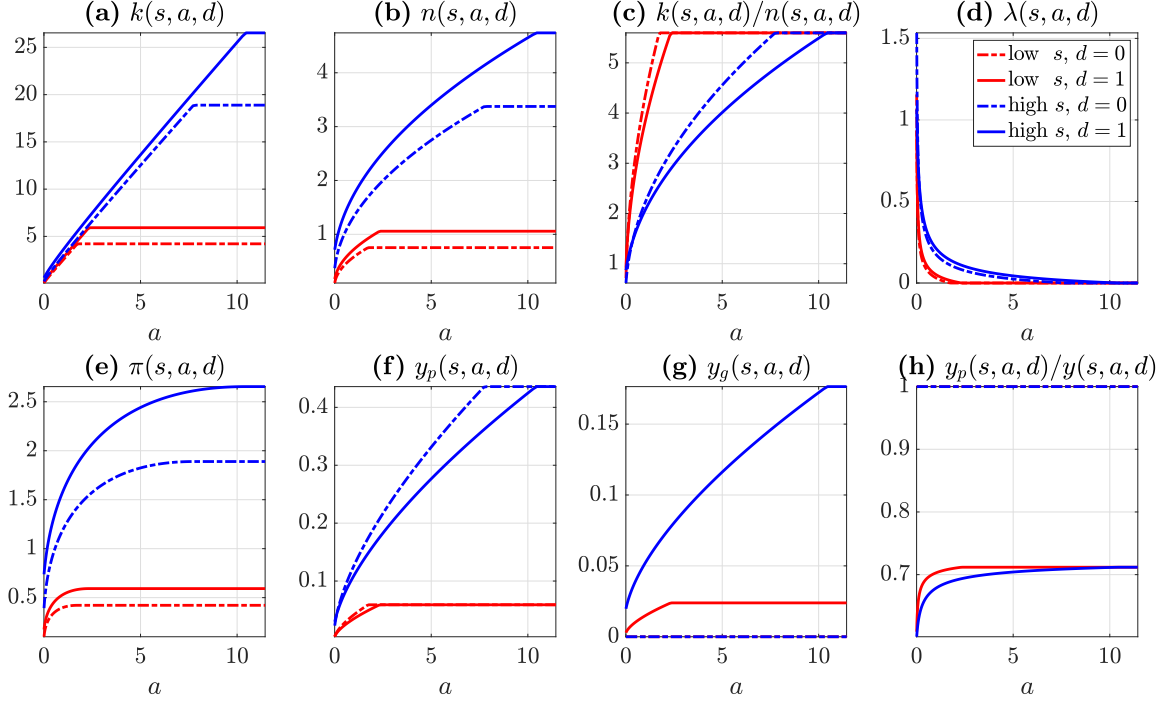 (a) k(s, a, d)
25
20
15
10
5
0
5
10
a
(b) n(s, a, d)
4
3
2
1
0
5
10
a
(c) k(s, a, d)/n(s, a, d)
5
4
3
2
1
0
5
10
a
(d) λ(s, a, d)
1.5
1
0.5
0
0
5
10
a
low s, d = 0
low s, d = 1
high s, d = 0
high s, d = 1
(e) π(s, a, d)
2.5
2
1.5
1
0.5
0
5
10
a
(f) y_p(s, a, d)
0.4
0.3
0.2
0.1
0
5
10
a
(g) y_g(s, a, d)
0.15
0.1
0.05
0
0
5
10
a
(h) y_p(s, a, d)/y(s, a, d)
1
0.9
0.8
0.7
0
5
10
a